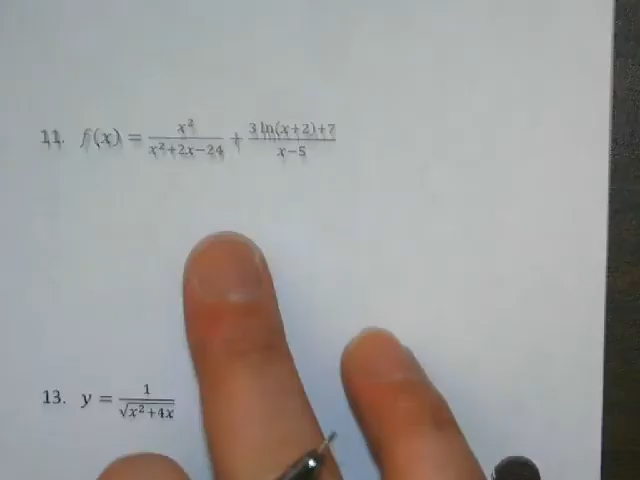 11. f(x) = x²/(x²+2x−24) + (3 ln(x+2)+7)/(x−5)
13. y = 1/√(x²+4x)